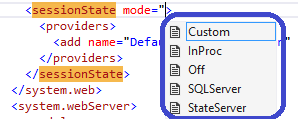 <sessionState mode="">
<providers>
<add name="Defa
r"
</providers>
</sessionState>
</system.web>
<system.webServer>
Custom
InProc
Off
SQLServer
StateServer